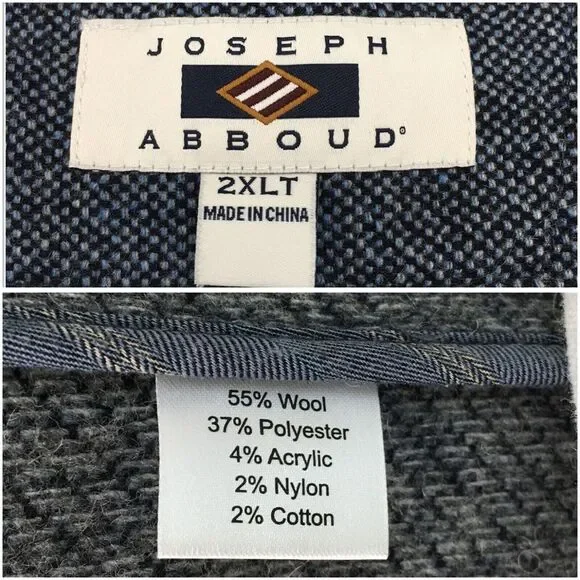 JOSEPH
ABBOUD®
2XLT
MADE IN CHINA
55% Wool
37% Polyester
4% Acrylic
2% Nylon
2% Cotton